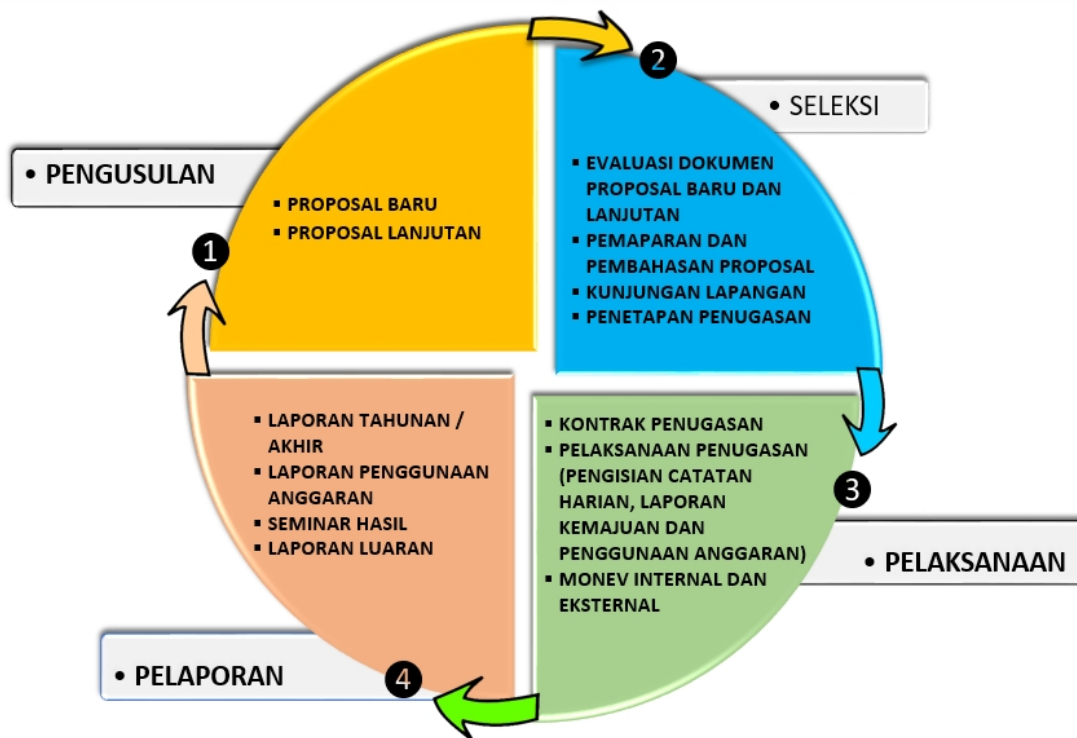 • PENGUSULAN
1
▪ PROPOSAL BARU
▪ PROPOSAL LANJUTAN
2
• SELEKSI
▪ EVALUASI DOKUMEN
PROPOSAL BARU DAN
LANJUTAN
▪ PEMAPARAN DAN
PEMBAHASAN PROPOSAL
▪ KUNJUNGAN LAPANGAN
▪ PENETAPAN PENUGASAN
3
• PELAKSANAAN
▪ KONTRAK PENUGASAN
▪ PELAKSANAAN PENUGASAN
(PENGISIAN CATATAN
HARIAN, LAPORAN
KEMAJUAN DAN
PENGGUNAAN ANGGARAN)
▪ MONEV INTERNAL DAN
EKSTERNAL
4
• PELAPORAN
▪ LAPORAN TAHUNAN /
AKHIR
▪ LAPORAN PENGGUNAAN
ANGGARAN
▪ SEMINAR HASIL
▪ LAPORAN LUARAN